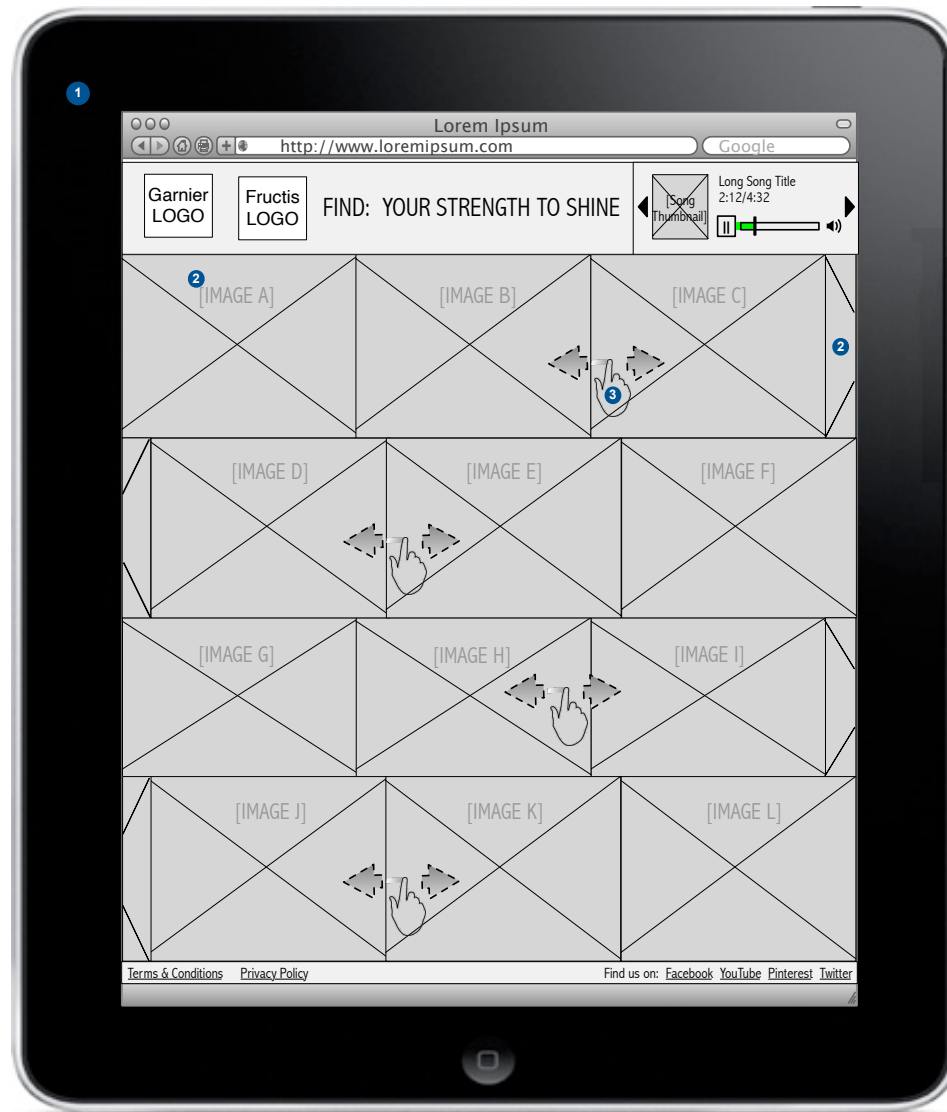 1
Lorem Ipsum
http://www.loremipsum.com
Google
Garnier
LOGO
Fructis
LOGO
FIND: YOUR STRENGTH TO SHINE
[Song
Thumbnail]
Long Song Title
2:12/4:32
2
[IMAGE A]
[IMAGE B]
[IMAGE C]
2
3
[IMAGE D]
[IMAGE E]
[IMAGE F]
[IMAGE G]
[IMAGE H]
[IMAGE I]
[IMAGE J]
[IMAGE K]
[IMAGE L]
Terms & Conditions Privacy Policy Find us on: Facebook YouTube Pinterest Twitter